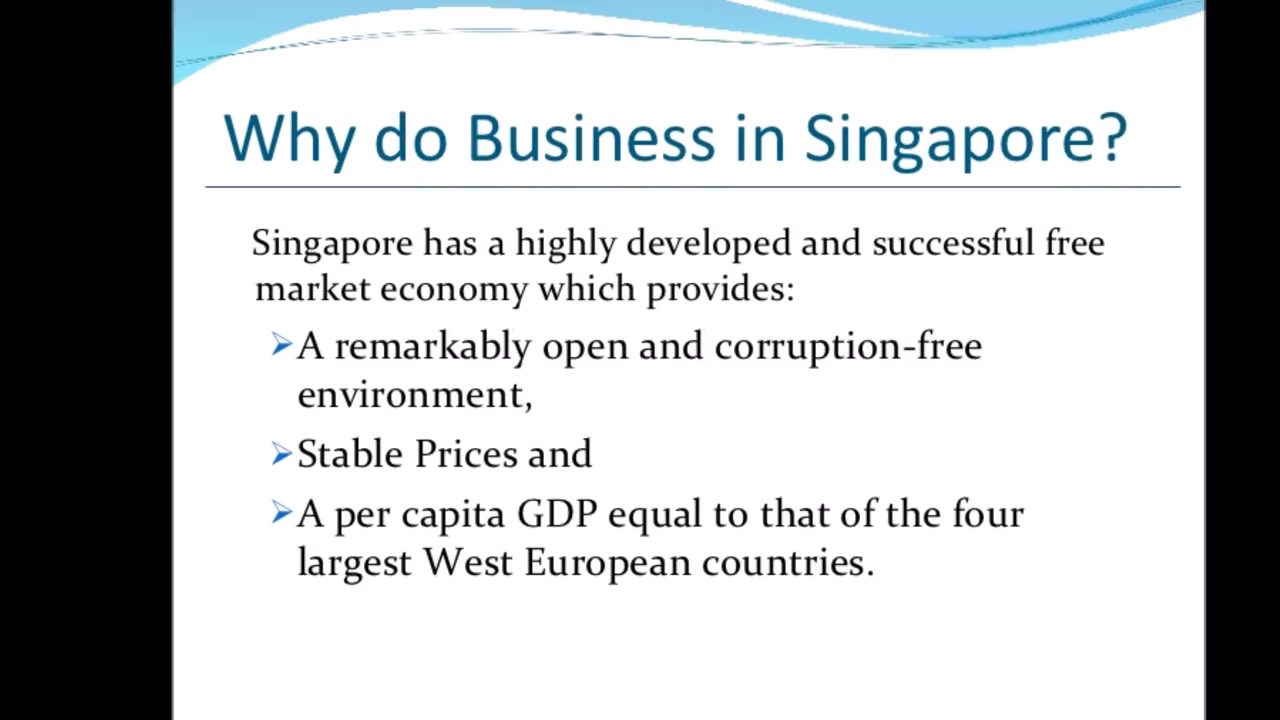 Why do Business in Singapore?
Singapore has a highly developed and successful free
market economy which provides:
A remarkably open and corruption-free
environment,
Stable Prices and
A per capita GDP equal to that of the four
largest West European countries.